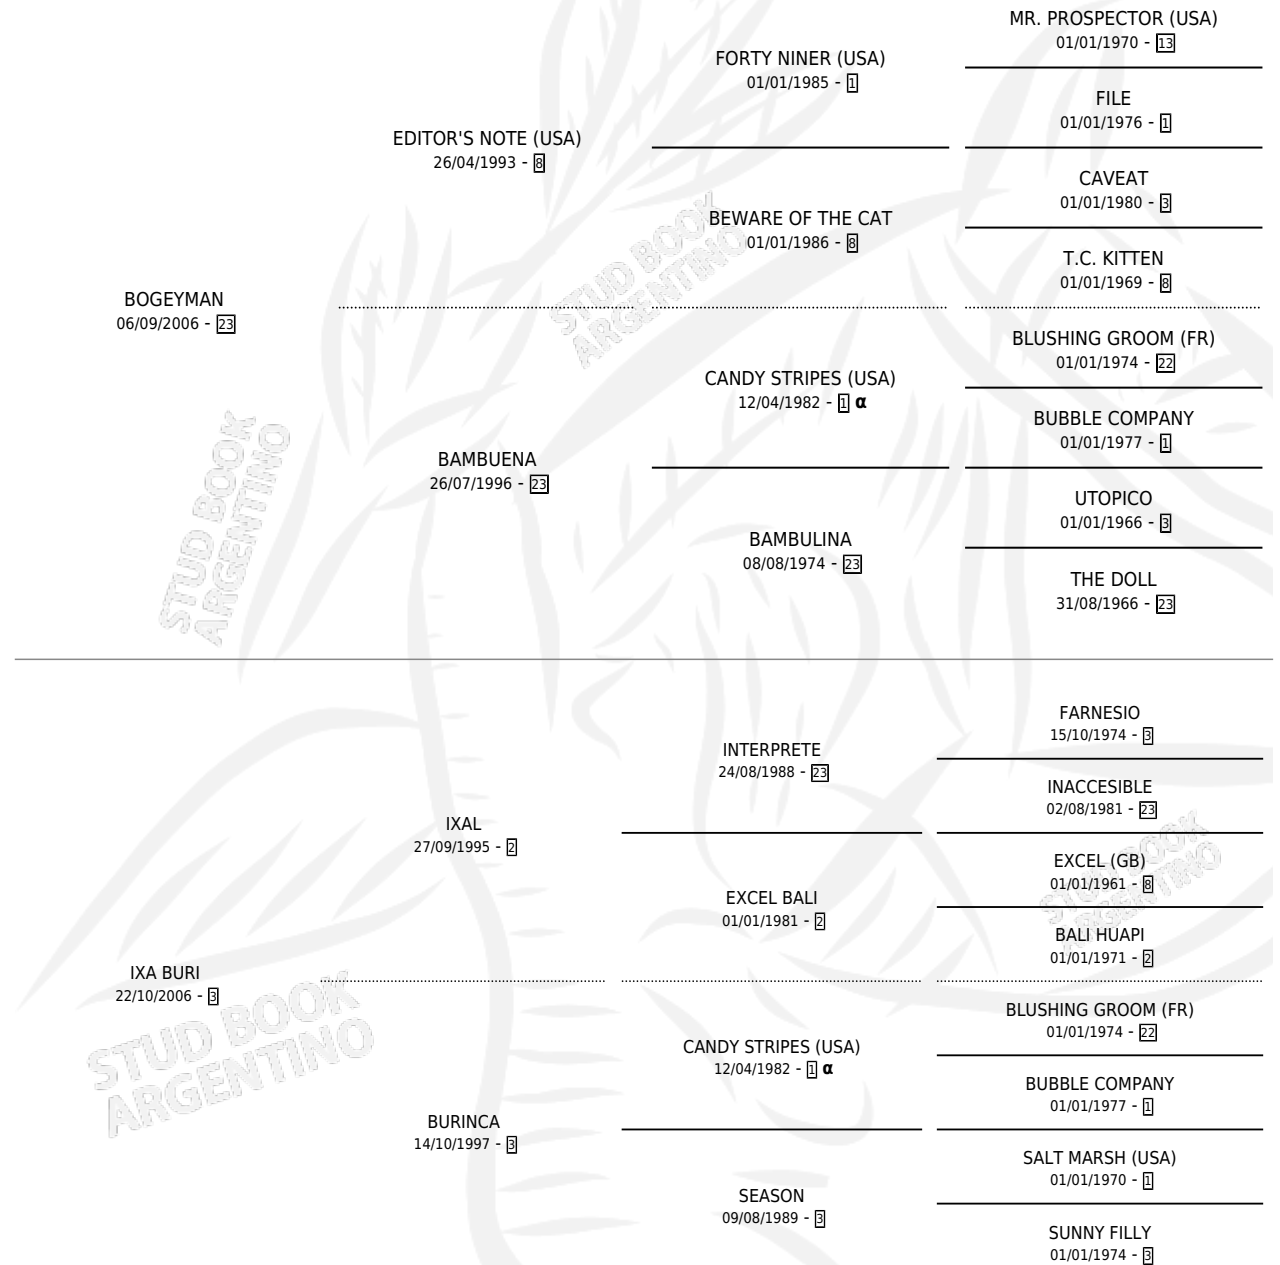 MR. PROSPECTOR (USA)
01/01/1970 - 13
FORTY NINER (USA)
01/01/1985 - 1
FILE
01/01/1976 - 1
EDITOR'S NOTE (USA)
26/04/1993 - 8
CAVEAT
01/01/1980 - 3
BEWARE OF THE CAT
01/01/1986 - 8
T.C. KITTEN
01/01/1969 - 8
BOGEYMAN
06/09/2006 - 23
BLUSHING GROOM (FR)
01/01/1974 - 22
CANDY STRIPES (USA)
12/04/1982 - 1 α
BUBBLE COMPANY
01/01/1977 - 1
BAMBUENA
26/07/1996 - 23
UTOPICO
01/01/1966 - 3
BAMBULINA
08/08/1974 - 23
THE DOLL
31/08/1966 - 23
FARNESIO
15/10/1974 - 3
INTERPRETE
24/08/1988 - 23
INACCESIBLE
02/08/1981 - 23
IXAL
27/09/1995 - 2
EXCEL (GB)
01/01/1961 - 8
EXCEL BALI
01/01/1981 - 2
BALI HUAPI
01/01/1971 - 2
IXA BURI
22/10/2006 - 3
BLUSHING GROOM (FR)
01/01/1974 - 22
CANDY STRIPES (USA)
12/04/1982 - 1 α
BUBBLE COMPANY
01/01/1977 - 1
BURINCA
14/10/1997 - 3
SALT MARSH (USA)
01/01/1970 - 1
SEASON
09/08/1989 - 3
SUNNY FILLY
01/01/1974 - 3
STUD BOOK
ARGENTINO
STUD BOOK
ARGENTINO
STUD BOOK
ARGENTINO
STUD BOOK
ARGENTINO